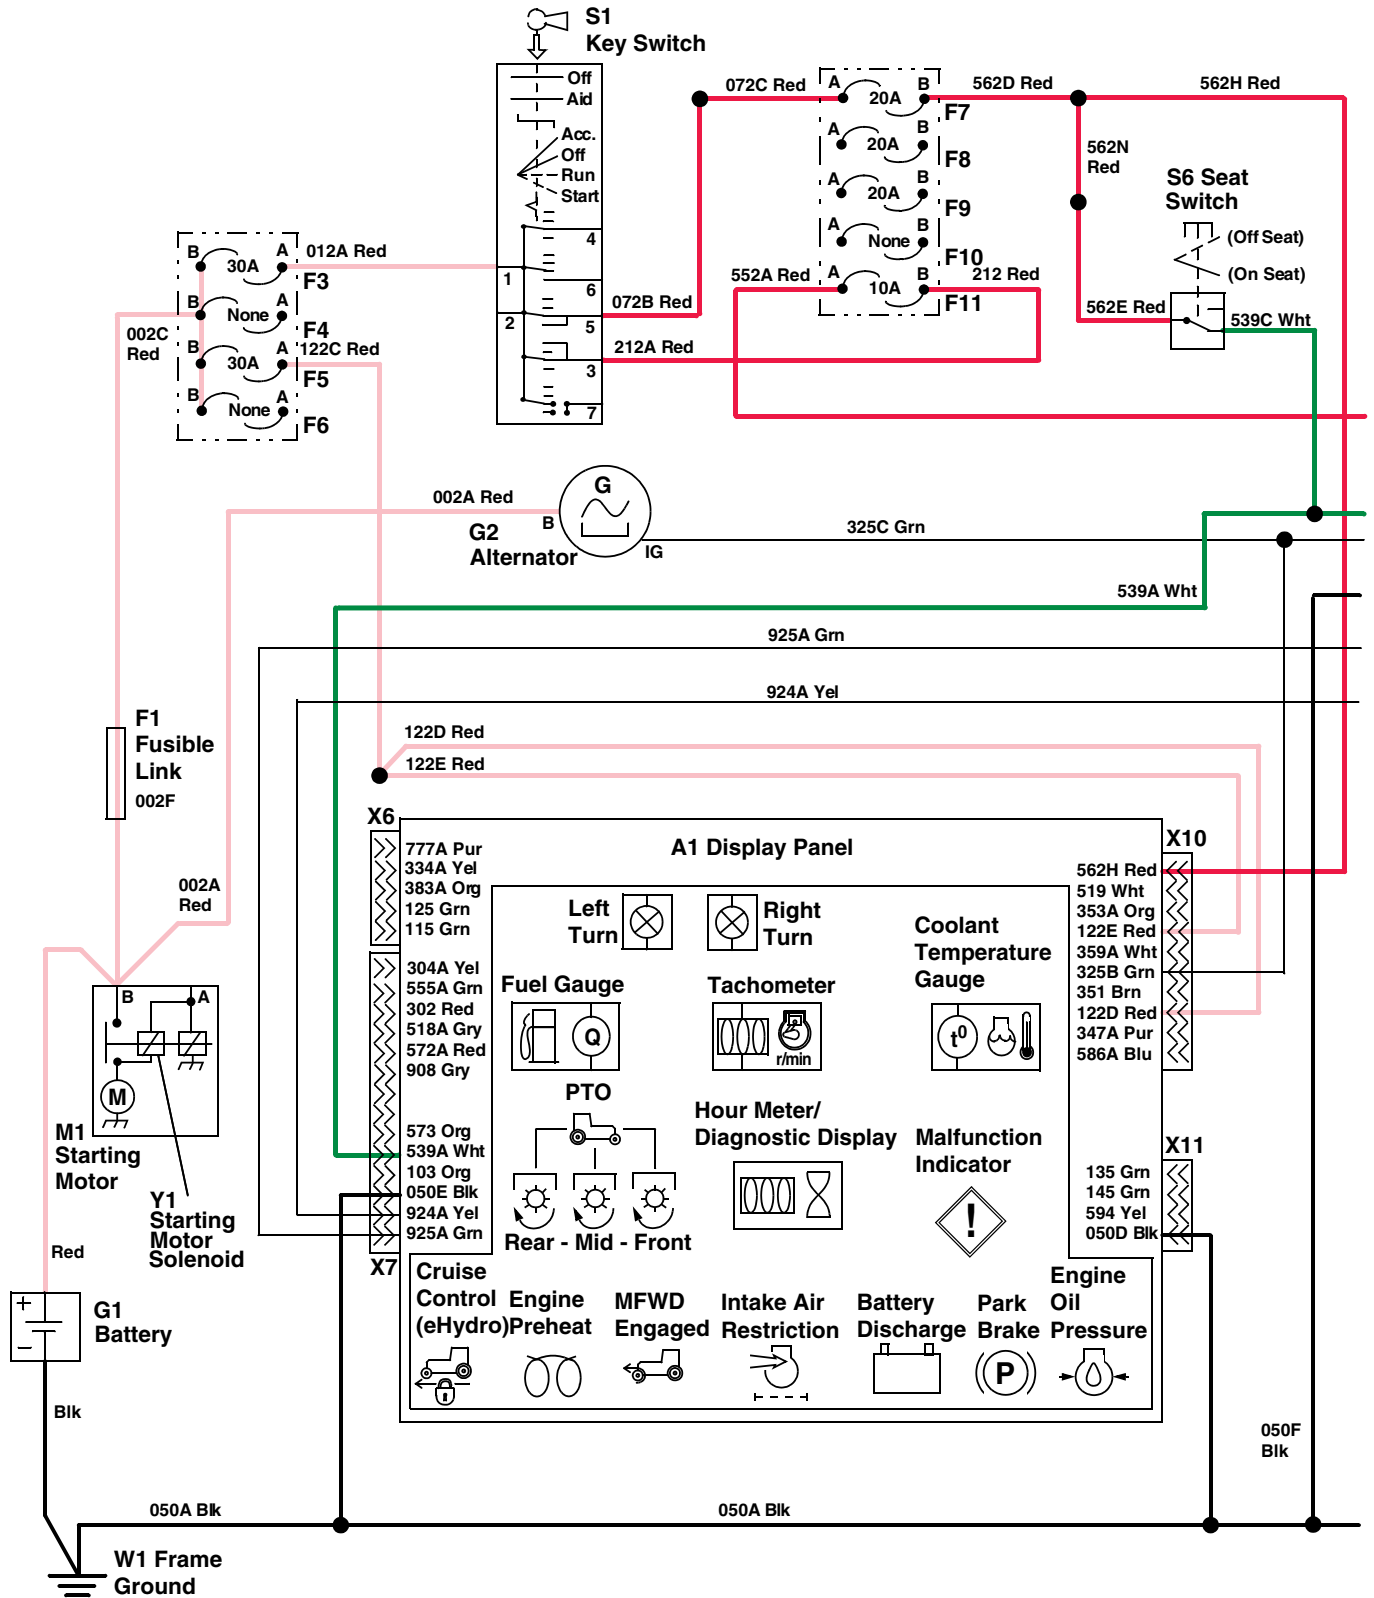 S1
Key Switch
Off
Aid
Acc.
Off
Run
Start
4
1
6
2
5
3
7
072C Red
A
B
20A
F7
562D Red
562H Red
A
B
20A
F8
A
B
20A
F9
A
B
None
F10
A
B
10A
F11
552A Red
212 Red
562N
Red
S6 Seat
Switch
(Off Seat)
(On Seat)
562E Red
539C Wht
012A Red
B
A
30A
F3
B
A
None
F4
B
A
30A
F5
B
A
None
F6
002C
Red
122C Red
072B Red
212A Red
002A Red
G
B
IG
G2
Alternator
325C Grn
539A Wht
925A Grn
924A Yel
F1
Fusible
Link
002F
122D Red
122E Red
002A
Red
X6
777A Pur
334A Yel
383A Org
125 Grn
115 Grn
304A Yel
555A Grn
302 Red
518A Gry
572A Red
908 Gry
573 Org
539A Wht
103 Org
050E Blk
924A Yel
925A Grn
X7
A1 Display Panel
X10
562H Red
519 Wht
353A Org
122E Red
359A Wht
325B Grn
351 Brn
122D Red
347A Pur
586A Blu
X11
135 Grn
145 Grn
594 Yel
050D Blk
Left
Turn
Right
Turn
Coolant
Temperature
Gauge
t⁰
Fuel Gauge
Q
Tachometer
r/min
PTO
Rear - Mid - Front
Hour Meter/
Diagnostic Display
Malfunction
Indicator
!
Cruise
Control
(eHydro)
Engine
Preheat
MFWD
Engaged
Intake Air
Restriction
Battery
Discharge
Park
Brake
P
Engine
Oil
Pressure
B
A
M
M1
Starting
Motor
Y1
Starting
Motor
Solenoid
Red
+
−
G1
Battery
Blk
050A Blk
050A Blk
050F
Blk
W1 Frame
Ground